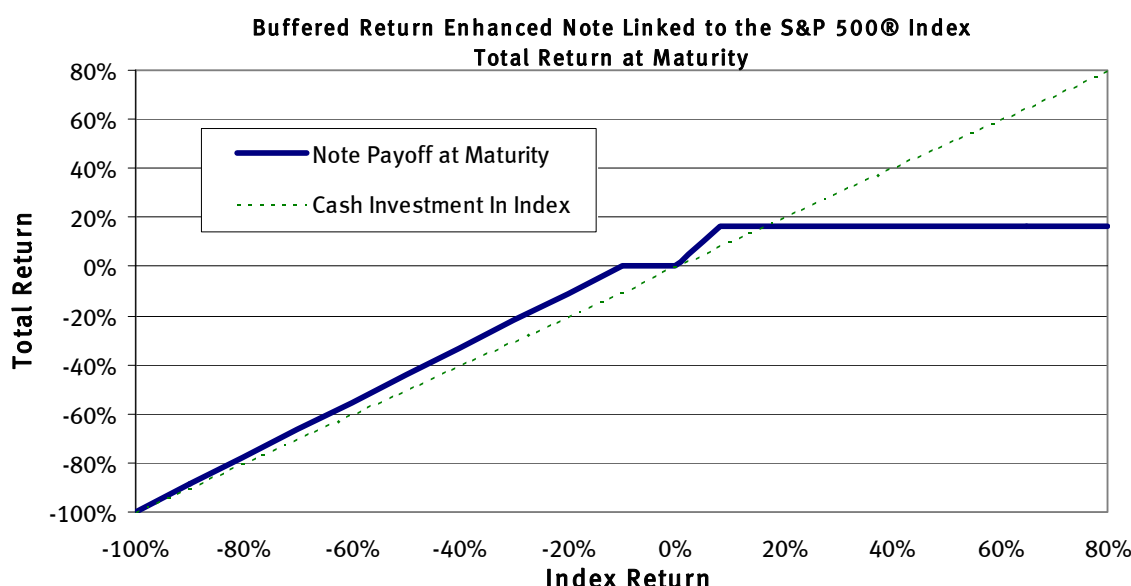 Buffered Return Enhanced Note Linked to the S&P 500® Index
Total Return at Maturity
80%
60%
40%
20%
0%
-20%
-40%
-60%
-80%
-100%
Total Return
Note Payoff at Maturity
Cash Investment In Index
-100% -80% -60% -40% -20% 0% 20% 40% 60% 80%
Index Return